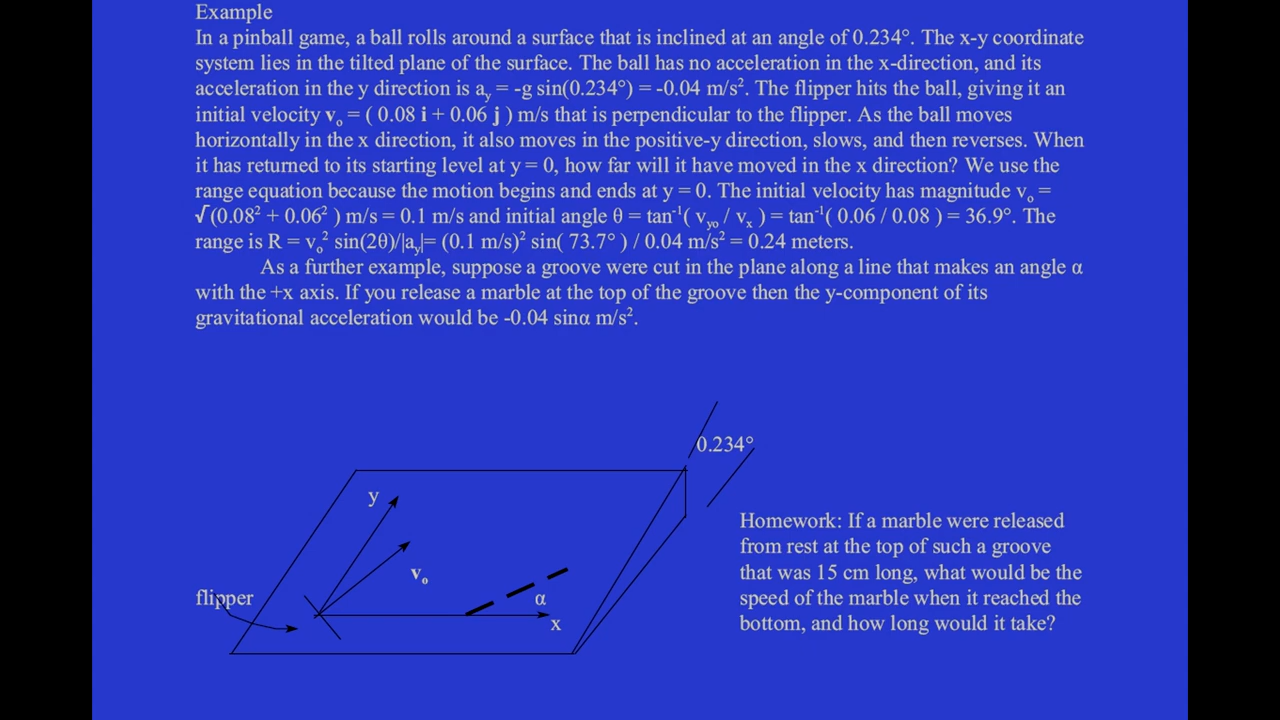 Example
In a pinball game, a ball rolls around a surface that is inclined at an angle of 0.234°. The x-y coordinate
system lies in the tilted plane of the surface. The ball has no acceleration in the x-direction, and its
acceleration in the y direction is aᵧ = -g sin(0.234°) = -0.04 m/s². The flipper hits the ball, giving it an
initial velocity vₒ = ( 0.08 i + 0.06 j ) m/s that is perpendicular to the flipper. As the ball moves
horizontally in the x direction, it also moves in the positive-y direction, slows, and then reverses. When
it has returned to its starting level at y = 0, how far will it have moved in the x direction? We use the
range equation because the motion begins and ends at y = 0. The initial velocity has magnitude vₒ =
√(0.08² + 0.06² ) m/s = 0.1 m/s and initial angle θ = tan⁻¹( vyo / vₓ ) = tan⁻¹( 0.06 / 0.08 ) = 36.9°. The
range is R = vₒ² sin(2θ)/|aᵧ|= (0.1 m/s)² sin( 73.7° ) / 0.04 m/s² = 0.24 meters.
As a further example, suppose a groove were cut in the plane along a line that makes an angle α
with the +x axis. If you release a marble at the top of the groove then the y-component of its
gravitational acceleration would be -0.04 sinα m/s².
0.234°
y
vₒ
flipper
α
x
Homework: If a marble were released
from rest at the top of such a groove
that was 15 cm long, what would be the
speed of the marble when it reached the
bottom, and how long would it take?